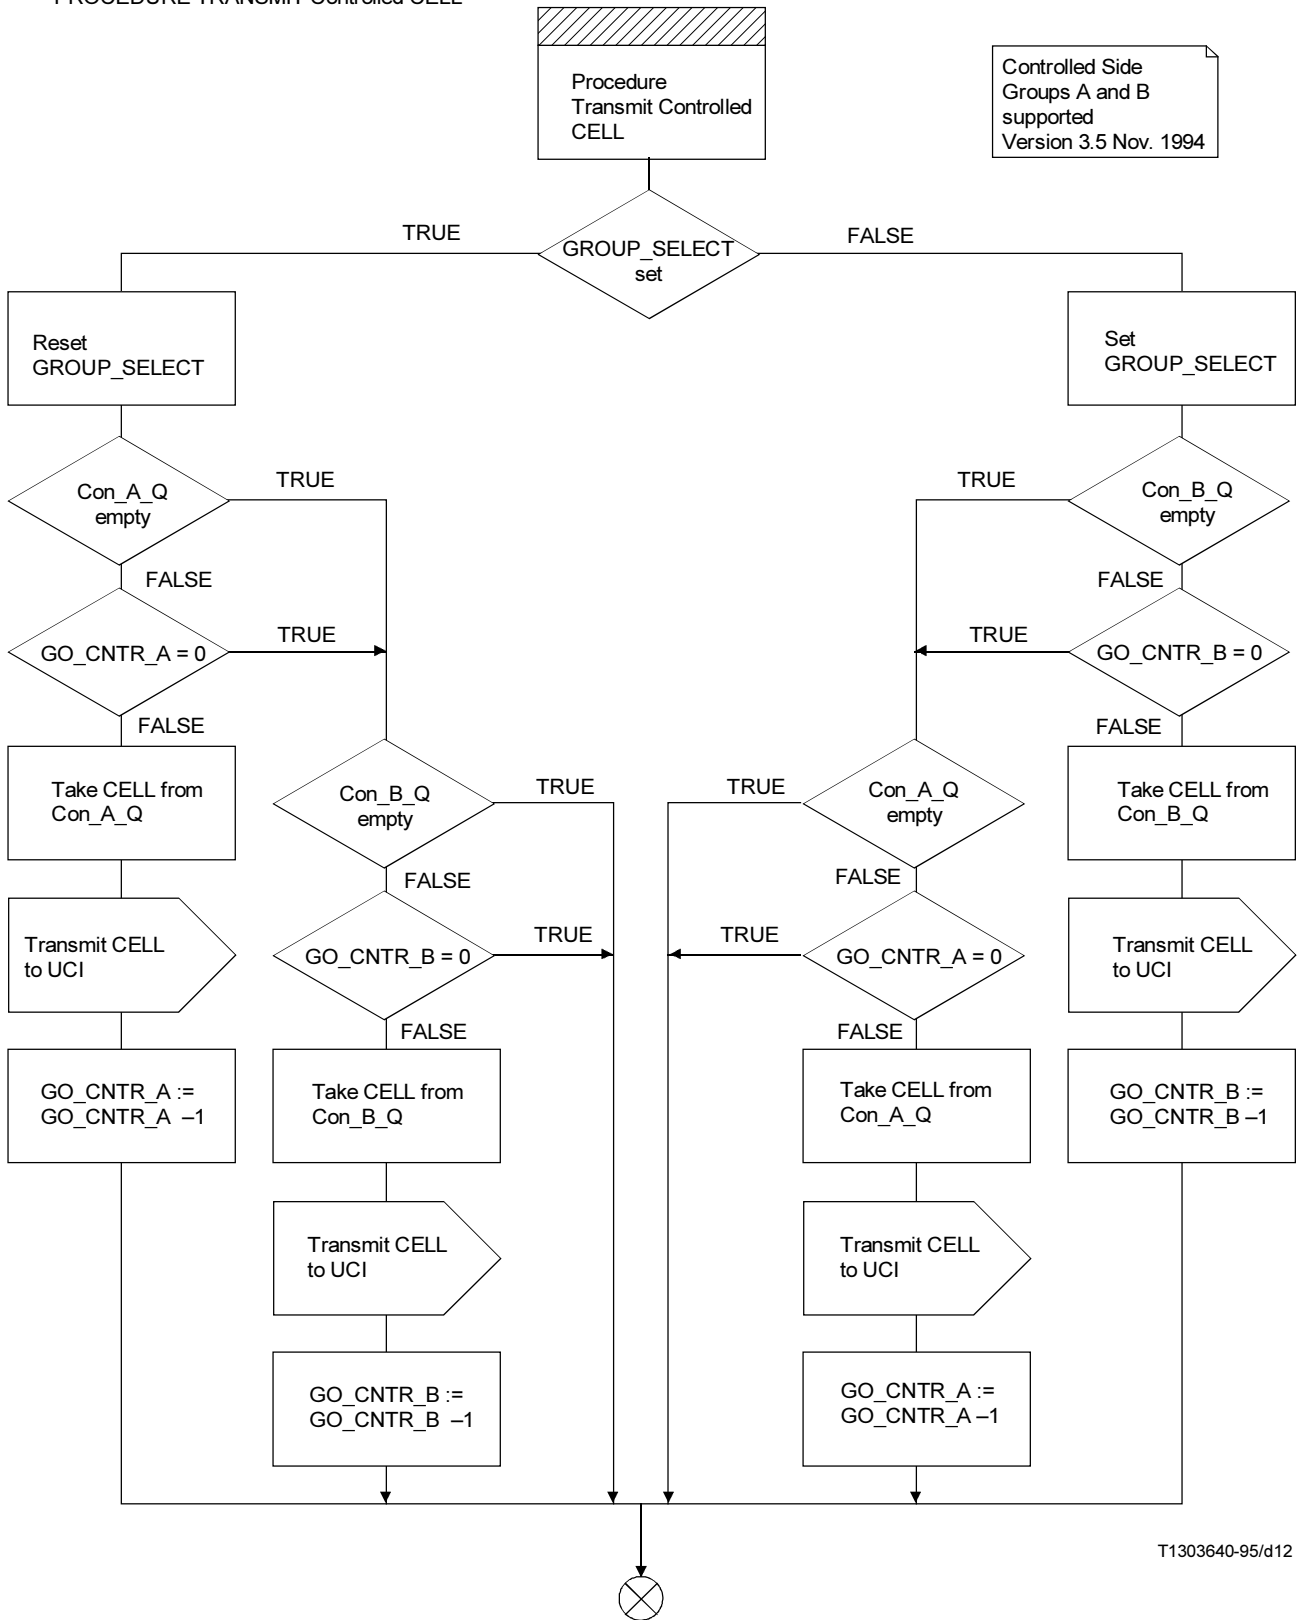 PROCEDURE TRANSMIT Controlled CELL
Procedure
Transmit Controlled
CELL
Controlled Side
Groups A and B
supported
Version 3.5 Nov. 1994
TRUE
GROUP_SELECT
set
FALSE
Reset
GROUP_SELECT
Set
GROUP_SELECT
Con_A_Q
empty
TRUE
TRUE
Con_B_Q
empty
FALSE
FALSE
GO_CNTR_A = 0
TRUE
TRUE
GO_CNTR_B = 0
FALSE
FALSE
Take CELL from
Con_A_Q
Con_B_Q
empty
TRUE
TRUE
Con_A_Q
empty
Take CELL from
Con_B_Q
FALSE
FALSE
Transmit CELL
to UCI
GO_CNTR_B = 0
TRUE
TRUE
GO_CNTR_A = 0
Transmit CELL
to UCI
FALSE
FALSE
GO_CNTR_A :=
GO_CNTR_A –1
Take CELL from
Con_B_Q
Take CELL from
Con_A_Q
GO_CNTR_B :=
GO_CNTR_B –1
Transmit CELL
to UCI
Transmit CELL
to UCI
GO_CNTR_B :=
GO_CNTR_B –1
GO_CNTR_A :=
GO_CNTR_A –1
T1303640-95/d12